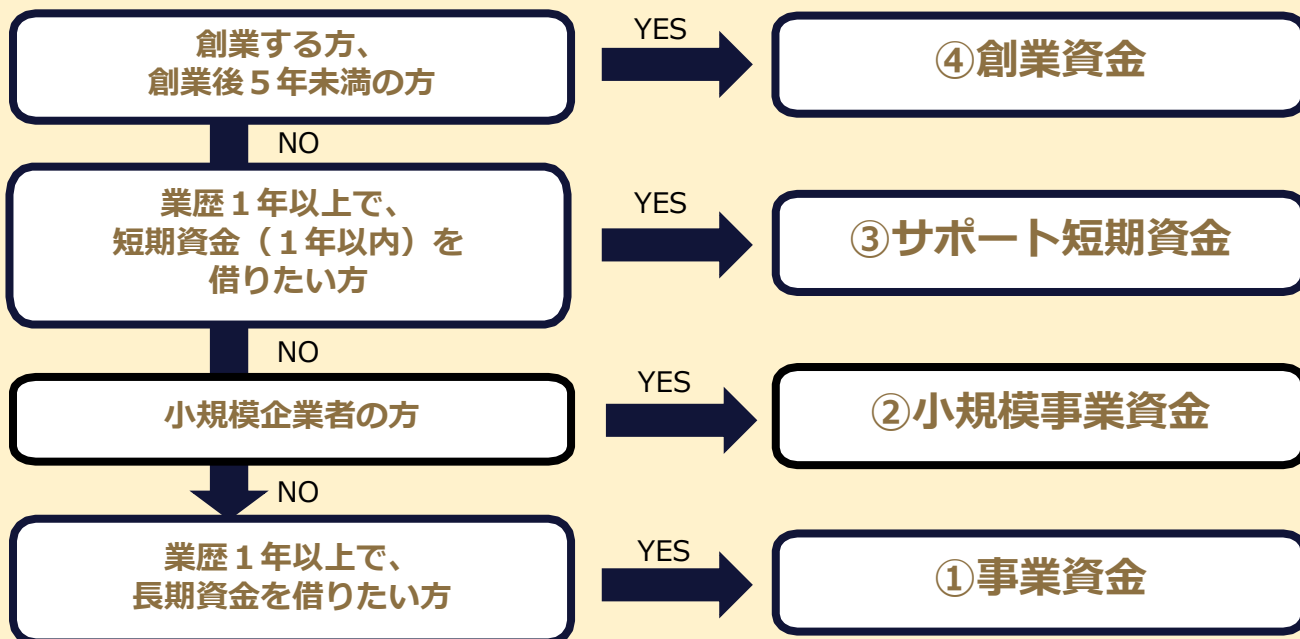 創業する方、
創業後５年未満の方
YES
④創業資金
NO
業歴１年以上で、
短期資金（１年以内）を
借りたい方
YES
③サポート短期資金
NO
小規模企業者の方
YES
②小規模事業資金
NO
業歴１年以上で、
長期資金を借りたい方
YES
①事業資金